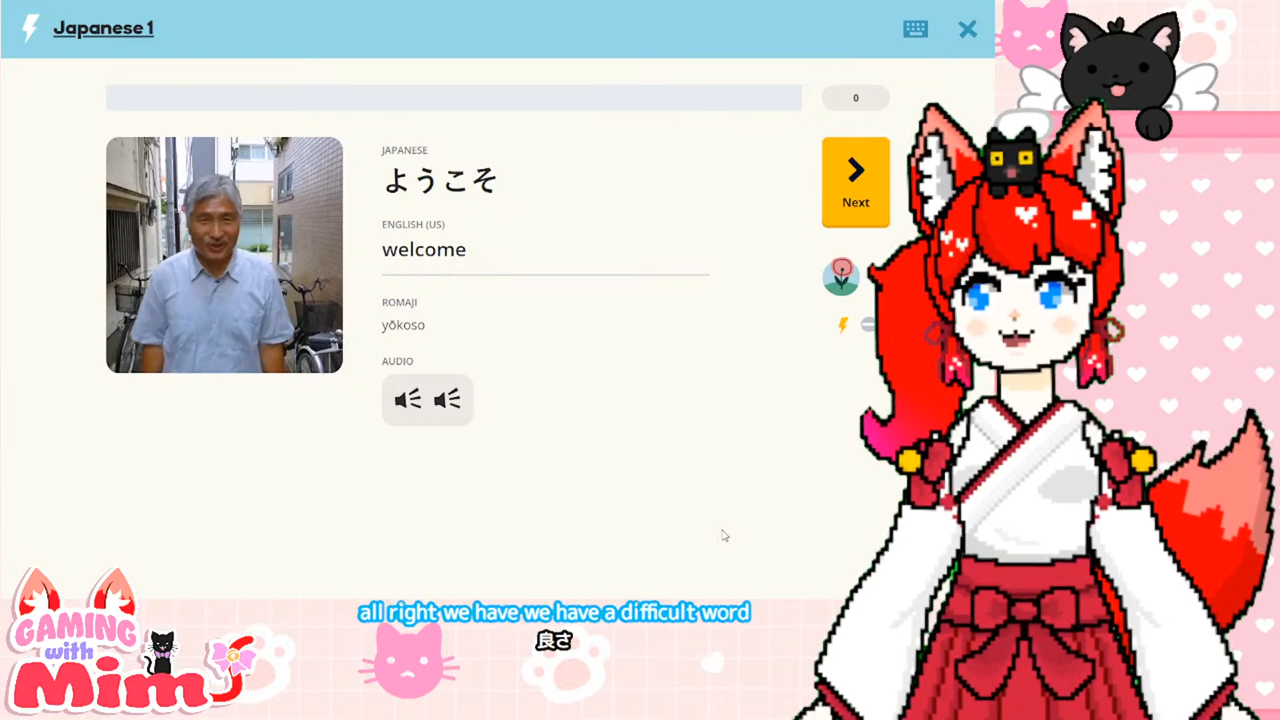 Japanese 1
0
JAPANESE
ようこそ
Next
ENGLISH (US)
welcome
ROMAJI
yōkoso
AUDIO
all right we have we have a difficult word
良さ
GAMING
with
Mim